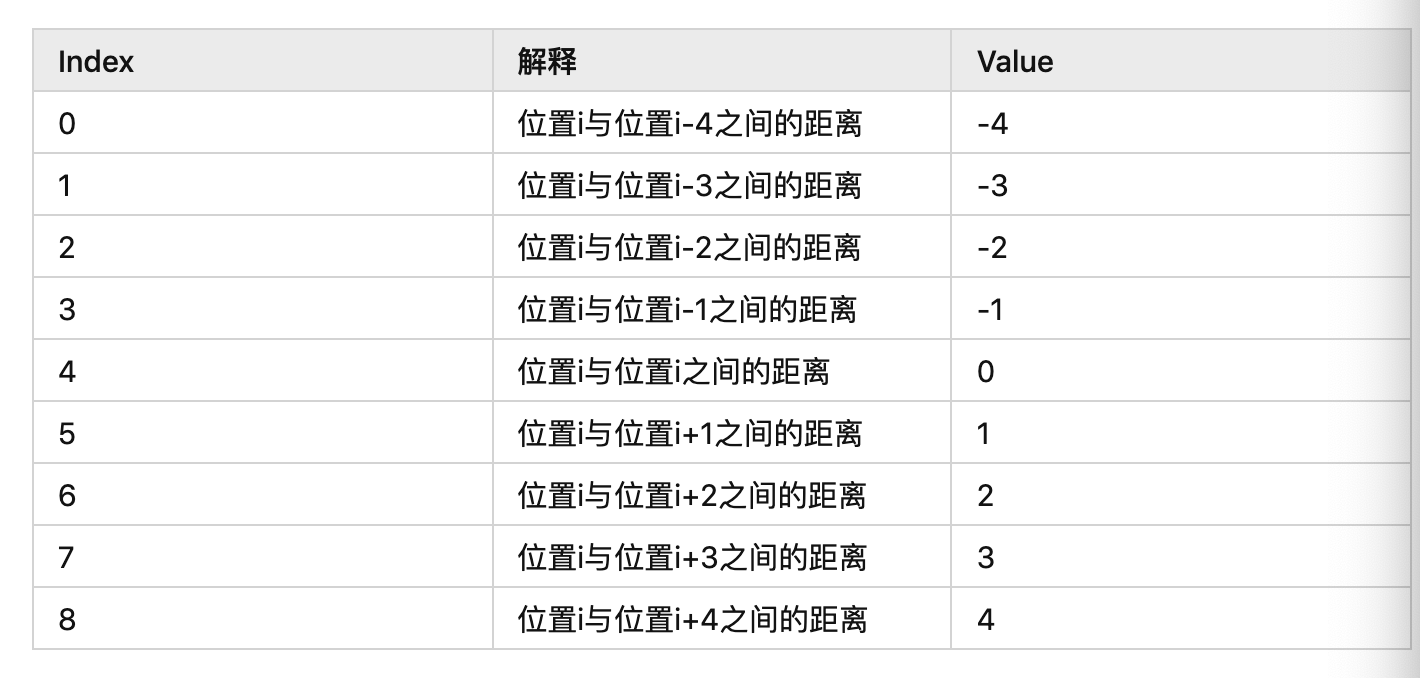 Index 解释 Value
0 位置i与位置i-4之间的距离 -4
1 位置i与位置i-3之间的距离 -3
2 位置i与位置i-2之间的距离 -2
3 位置i与位置i-1之间的距离 -1
4 位置i与位置i之间的距离 0
5 位置i与位置i+1之间的距离 1
6 位置i与位置i+2之间的距离 2
7 位置i与位置i+3之间的距离 3
8 位置i与位置i+4之间的距离 4